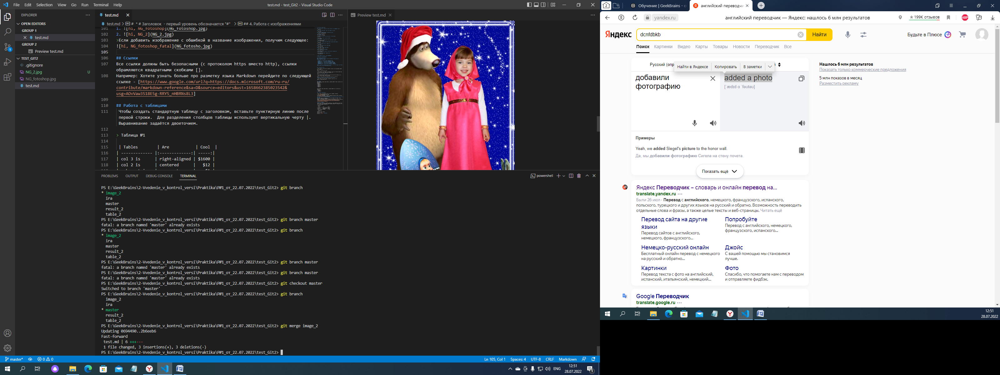 File Edit Selection View Go Run Terminal Help
test.md - test_Git2 - Visual Studio Code
EXPLORER
OPEN EDITORS
GROUP 1
test.md
GROUP 2
Preview test.md
TEST_GIT2
.gitignore
NG_2.jpg U
NG_fotoshop.jpg
test.md
1
test.md
test.md > # * # Заголовок - первый уровень обозначается "#" > ## 4. Работа с изображениями
101 1. ![hi, NG_fotoshop](NG_fotoshop.jpg)
102 2. ![hi, NG_2](NG_2.jpg)
103 >Если добавить изображение с обшибкой в название изображения, получим следующее:
104 ![hi, NG_fotoshop_fatal](NG_fotosho.jpg)
105
106 ## Ссылки
107 Все ссылки должны быть безопасными (с протоколом https вместо http), ссылки
обрамляются квадратными скобками [].
108 Например: Хотите узнать больше про разметку языка Markdown перейдите по следующей
ссылке - [https://www.google.com/url?q=https://docs.microsoft.com/ru-ru/
contribute/markdown-reference&sa=D&source=editors&ust=1658662385023542&
usg=AOvVaw3518E5g-RRY5_nHBRNs8L3]
109
110 ## Работа с таблицами
111 Чтобы создать стандартную таблицу с заголовком, вставьте пунктирную линию после
первой строки. Для разделения столбцов таблицы используют вертикальную черту |.
Выравнивание задаётся двоеточием.
112
113 > Таблица №1
114
115 | Tables | Are | Cool |
116 | ------------- |:-------------:| -----:|
117 | col 3 is | right-aligned | $1600 |
118 | col 2 is | centered | $12 |
Preview test.md
PROBLEMS OUTPUT DEBUG CONSOLE TERMINAL
powershell
PS E:\GeekBrains\2-Vvedenie_v_kontrol_versi\Praktika\P№1_от_22.07.2022\test_Git2> git branch
* image_2
ira
master
result_2
table_2
PS E:\GeekBrains\2-Vvedenie_v_kontrol_versi\Praktika\P№1_от_22.07.2022\test_Git2> git branch master
fatal: a branch named 'master' already exists
PS E:\GeekBrains\2-Vvedenie_v_kontrol_versi\Praktika\P№1_от_22.07.2022\test_Git2> git branch
* image_2
ira
master
result_2
table_2
PS E:\GeekBrains\2-Vvedenie_v_kontrol_versi\Praktika\P№1_от_22.07.2022\test_Git2> git branch master
fatal: a branch named 'master' already exists
PS E:\GeekBrains\2-Vvedenie_v_kontrol_versi\Praktika\P№1_от_22.07.2022\test_Git2> git branch master
fatal: a branch named 'master' already exists
PS E:\GeekBrains\2-Vvedenie_v_kontrol_versi\Praktika\P№1_от_22.07.2022\test_Git2> git checkout master
Switched to branch 'master'
PS E:\GeekBrains\2-Vvedenie_v_kontrol_versi\Praktika\P№1_от_22.07.2022\test_Git2> git branch
image_2
ira
* master
result_2
table_2
PS E:\GeekBrains\2-Vvedenie_v_kontrol_versi\Praktika\P№1_от_22.07.2022\test_Git2> git merge image_2
Updating 0694490..2b6eeb6
Fast-forward
test.md | 6 +++---
1 file changed, 3 insertions(+), 3 deletions(-)
PS E:\GeekBrains\2-Vvedenie_v_kontrol_versi\Praktika\P№1_от_22.07.2022\test_Git2>
master* 0 0
Ln 105, Col 1 Spaces: 4 UTF-8 CRLF Markdown
ENG 12:51
28.07.2022
1
2
Обучение | GeekBrains - о
английский переводчи
yandex.ru
английский переводчик — Яндекс: нашлось 6 млн результатов
199K отзывов
ABP
Яндекс
dcnfdbkb
Найти
Будьте в Плюсе
Поиск Картинки Видео Карты Товары Новости Переводчик Все
Русский (опр
Найти в Яндексе Копировать В заметки
й
добавили
фотографию
added a photo
[ˈædɪd ɑ ˈfəutəu]
Примеры
Yeah, we added Siegel's picture to the honor wall.
Да, мы добавили фотографию Сигела на стену почета.
Показать ещё
Нашлось 6 млн результатов
Показать только коммерческие предложения
5 млн показов в месяц
Разместить рекламу
Яндекс Переводчик – словарь и онлайн перевод на...
translate.yandex.ru
Были 26 июл · Перевод с английского, немецкого, французского, испанского,
польского, турецкого и других языков на русский и обратно. Возможность переводить
отдельные слова и фразы, а также целые тексты и веб-страницы. Читать ещё
Перевод сайта на другие
языки
Перевод сайтов с английского,
немецкого, французского...
Попробуйте
Перевод с английского, немецкого,
французского, испанского...
Немецко-русский онлайн
Бесплатный онлайн перевод с немецкого
на русский и обратно...
Джойс
С вашей помощью мы становимся
лучше.
Картинки
Перевод текста с фото на английский,
испанский, итальянский, немецкий...
Фото
Спасибо, что помогаете нам с переводом
и отправляете фидбэк.
Google Переводчик
translate.google.ru
12:51
28.07.2022